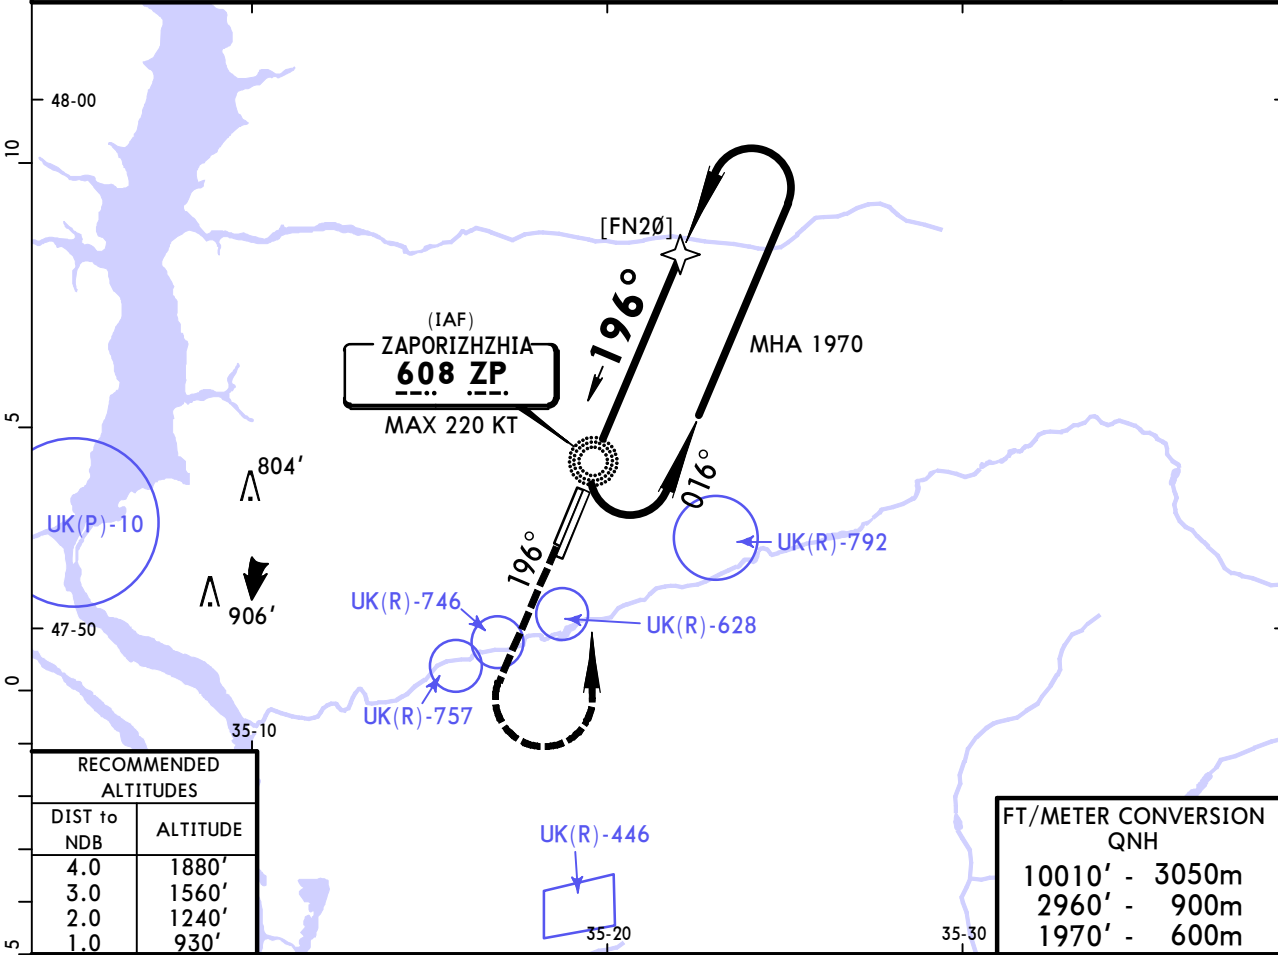 48-00
10
[FN2Ø]
196°
(IAF)
ZAPORIZHZHIA
608 ZP
MAX 220 KT
MHA 1970
5
804'
016°
UK(P)-10
UK(R)-792
196°
906'
UK(R)-746
UK(R)-628
47-50
0
UK(R)-757
35-10
RECOMMENDED
ALTITUDES
DIST to
NDB
ALTITUDE
4.0 1880'
3.0 1560'
2.0 1240'
1.0 930'
UK(R)-446
FT/METER CONVERSION
QNH
10010' - 3050m
2960' - 900m
1970' - 600m
35-20
35-30
5